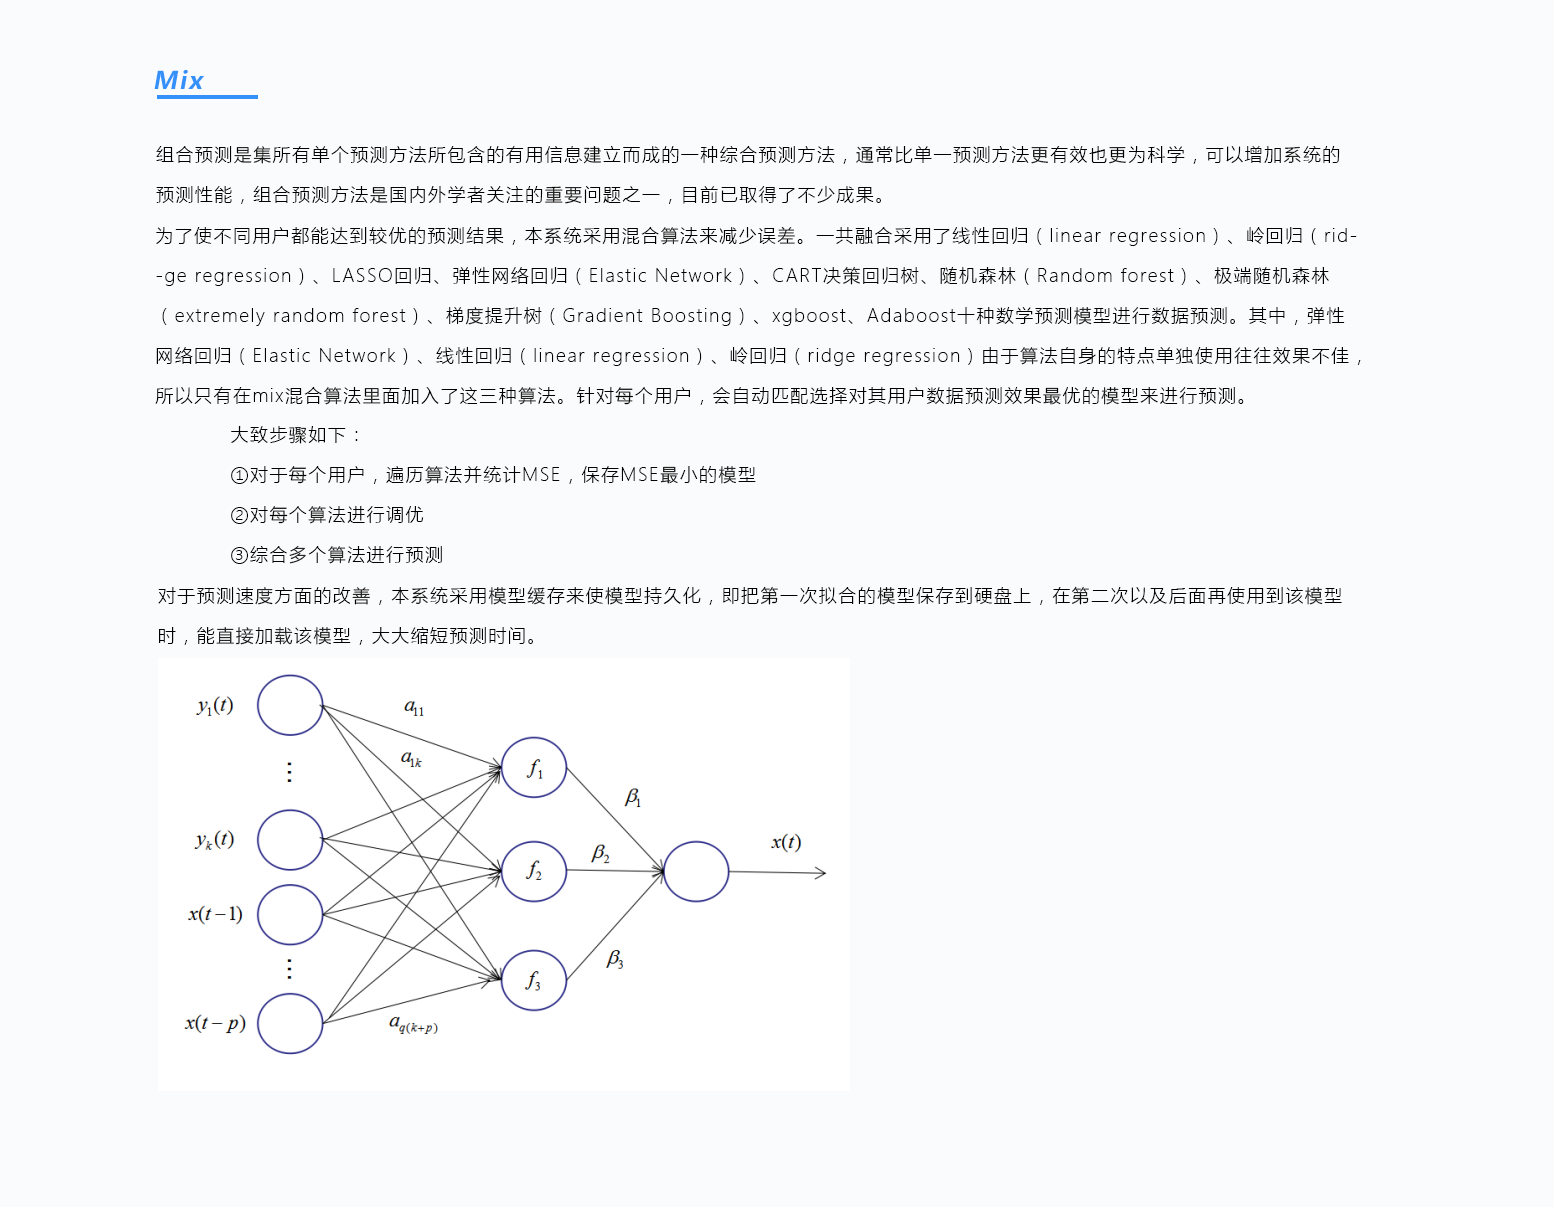 Mix
组合预测是集所有单个预测方法所包含的有用信息建立而成的一种综合预测方法，通常比单一预测方法更有效也更为科学，可以增加系统的
预测性能，组合预测方法是国内外学者关注的重要问题之一，目前已取得了不少成果。
为了使不同用户都能达到较优的预测结果，本系统采用混合算法来减少误差。一共融合采用了线性回归（linear regression）、岭回归（rid-
-ge regression）、LASSO回归、弹性网络回归（Elastic Network）、CART决策回归树、随机森林（Random forest）、极端随机森林
（extremely random forest）、梯度提升树（Gradient Boosting）、xgboost、Adaboost十种数学预测模型进行数据预测。其中，弹性
网络回归（Elastic Network）、线性回归（linear regression）、岭回归（ridge regression）由于算法自身的特点单独使用往往效果不佳，
所以只有在mix混合算法里面加入了这三种算法。针对每个用户，会自动匹配选择对其用户数据预测效果最优的模型来进行预测。
大致步骤如下：
①对于每个用户，遍历算法并统计MSE，保存MSE最小的模型
②对每个算法进行调优
③综合多个算法进行预测
对于预测速度方面的改善，本系统采用模型缓存来使模型持久化，即把第一次拟合的模型保存到硬盘上，在第二次以及后面再使用到该模型
时，能直接加载该模型，大大缩短预测时间。
y₁(t)
a₁₁
a₁ₖ
f₁
β₁
yₖ(t)
β₂
x(t)
f₂
x(t−1)
β₃
f₃
x(t−p)
a_q(k+p)